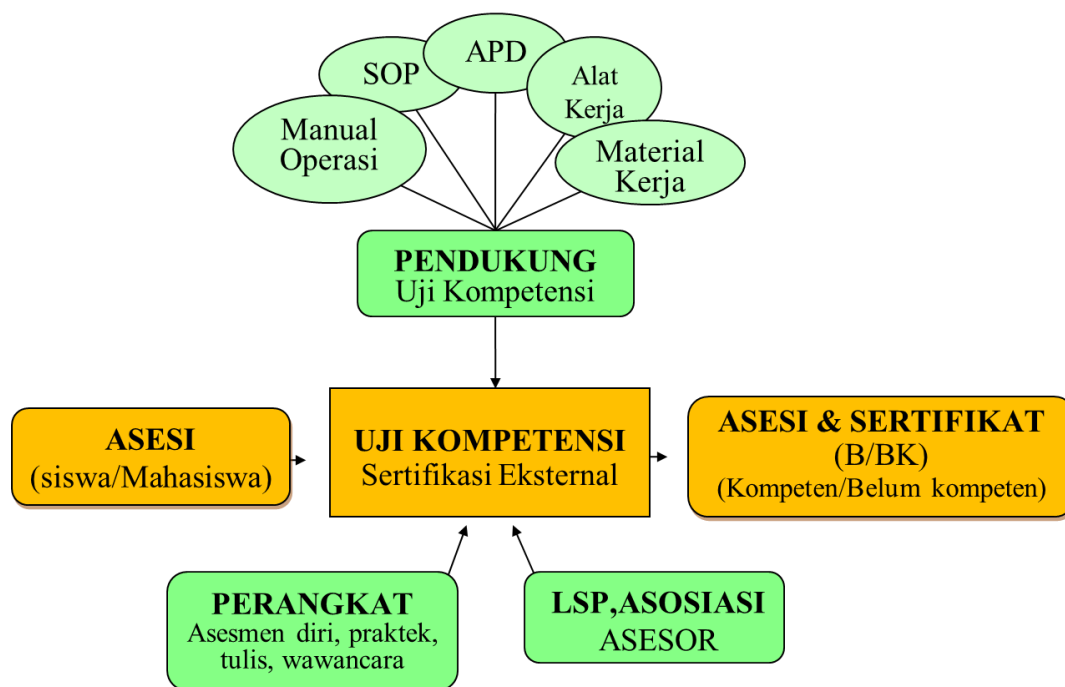 APD
SOP
Alat
Kerja
Manual
Operasi
Material
Kerja
PENDUKUNG
Uji Kompetensi
ASESI
(siswa/Mahasiswa)
UJI KOMPETENSI
Sertifikasi Eksternal
ASESI & SERTIFIKAT
(B/BK)
(Kompeten/Belum kompeten)
PERANGKAT
Asesmen diri, praktek,
tulis, wawancara
LSP,ASOSIASI
ASESOR